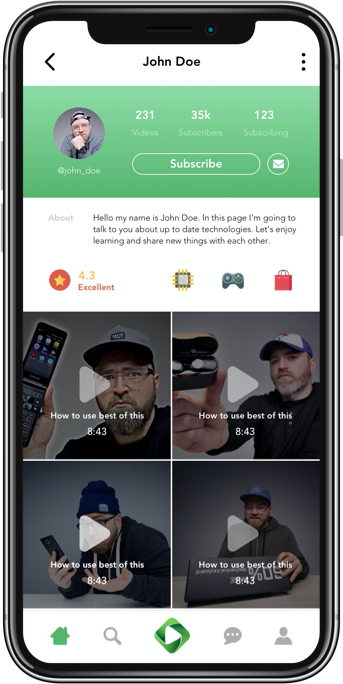 John Doe
231 35k 123
Videos Subscribers Subscribing
@john_doe
Subscribe
About
Hello my name is John Doe. In this page I'm going to
talk to you about up to date technologies. Let's enjoy
learning and share new things with each other.
4.3
Excellent
How to use best of this
8:43
How to use best of this
8:43
How to use best of this
8:43
How to use best of this
8:43